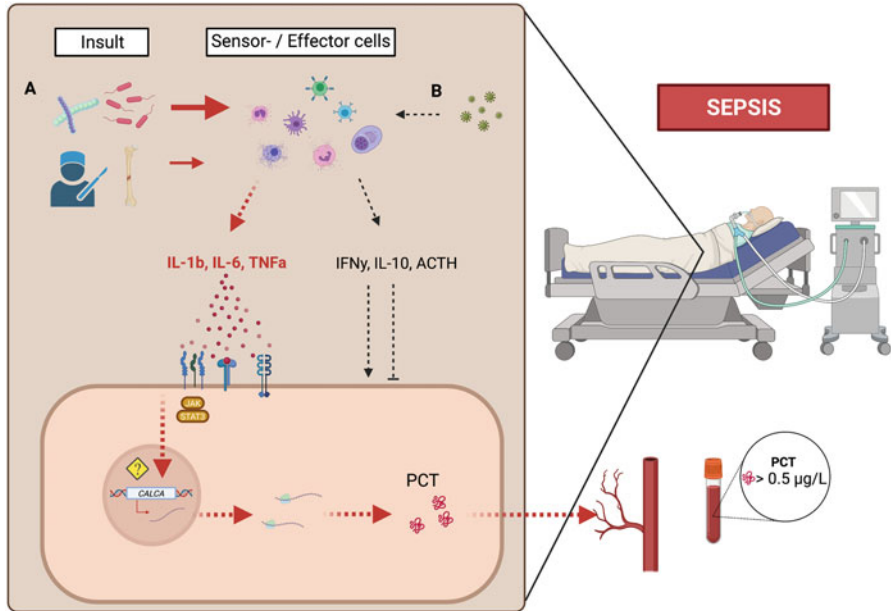 Insult
Sensor- / Effector cells
A
B
SEPSIS
IL-1b, IL-6, TNFa
IFNy, IL-10, ACTH
JAK
STAT3
?
CALCA
PCT
PCT
> 0.5 µg/L